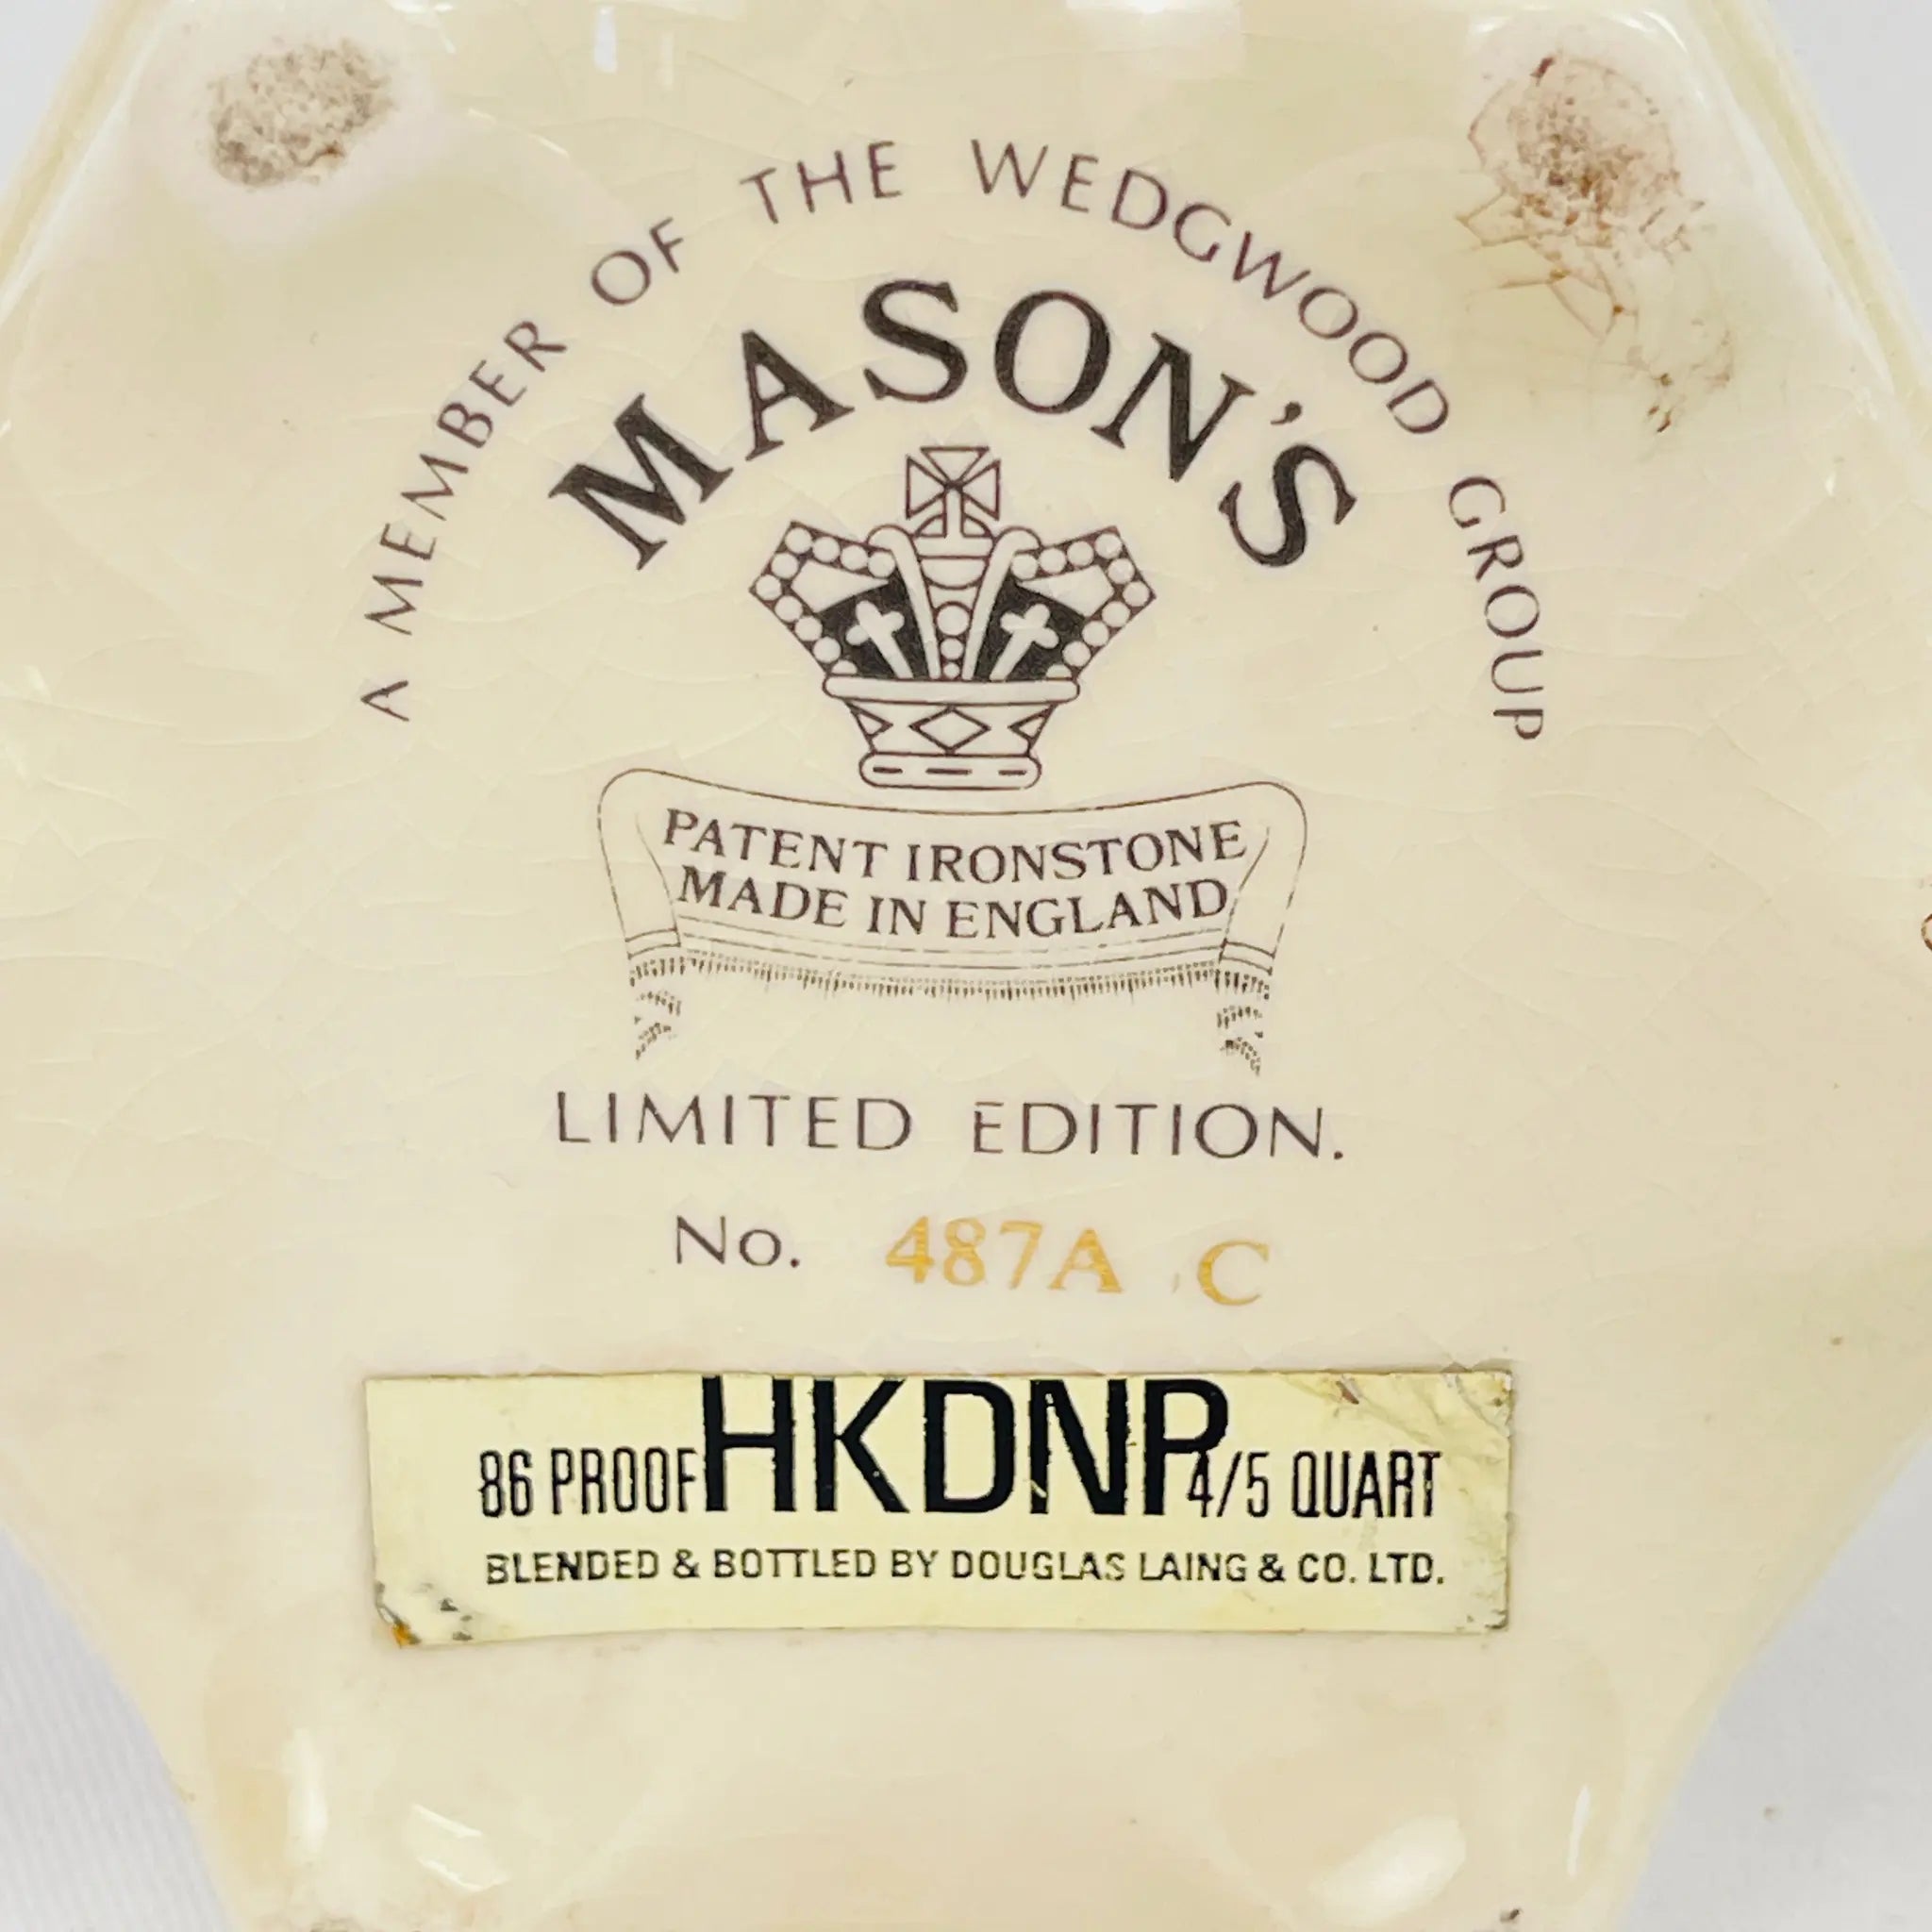 A MEMBER OF THE WEDGWOOD GROUP
MASON'S
PATENT IRONSTONE
MADE IN ENGLAND
LIMITED EDITION.
No. 487A C
86 PROOF HKDNP 4/5 QUART
BLENDED & BOTTLED BY DOUGLAS LAING & CO. LTD.